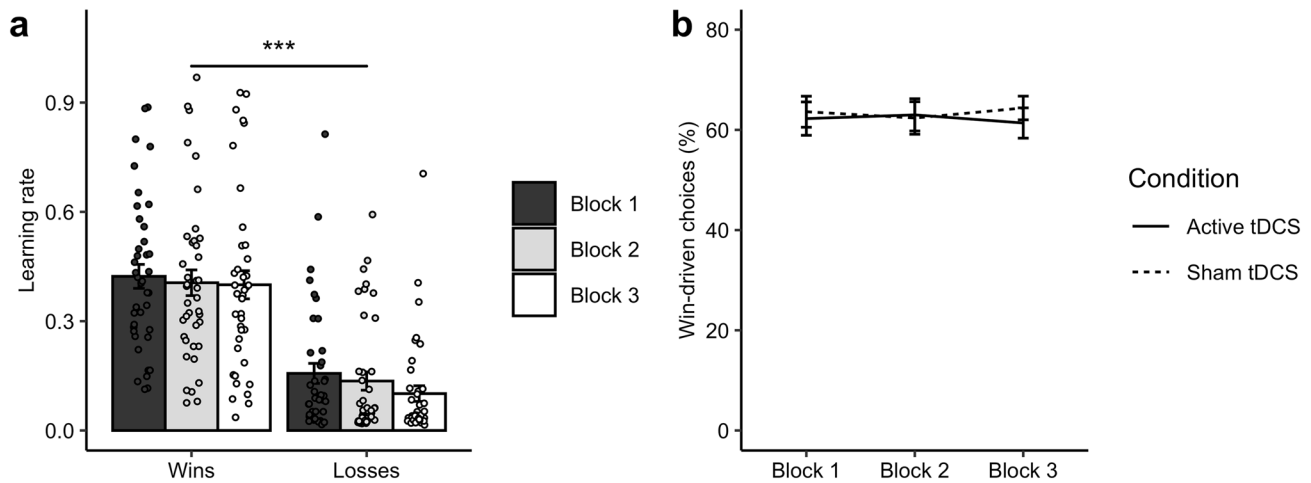 a
***
0.9
0.6
0.3
0.0
Learning rate
Wins
Losses
Block 1
Block 2
Block 3
b
80
60
40
20
0
Win-driven choices (%)
Block 1
Block 2
Block 3
Condition
Active tDCS
Sham tDCS